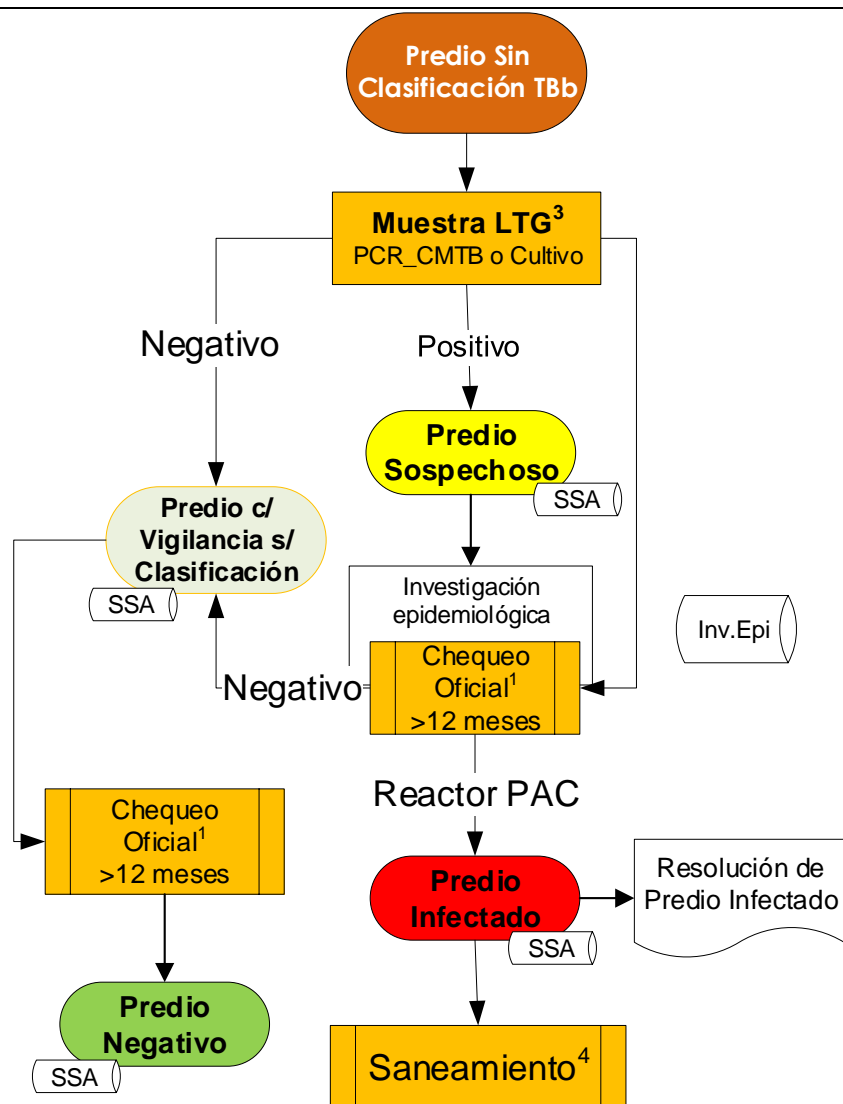 Predio Sin
Clasificación TBb
Muestra LTG³
PCR_CMTB o Cultivo
Negativo
Positivo
Predio
Sospechoso
SSA
Predio c/
Vigilancia s/
Clasificación
SSA
Investigación
epidemiológica
Inv.Epi
Chequeo
Oficial¹
>12 meses
Negativo
Reactor PAC
Chequeo
Oficial¹
>12 meses
Predio
Infectado
SSA
Resolución de
Predio Infectado
Predio
Negativo
SSA
Saneamiento⁴